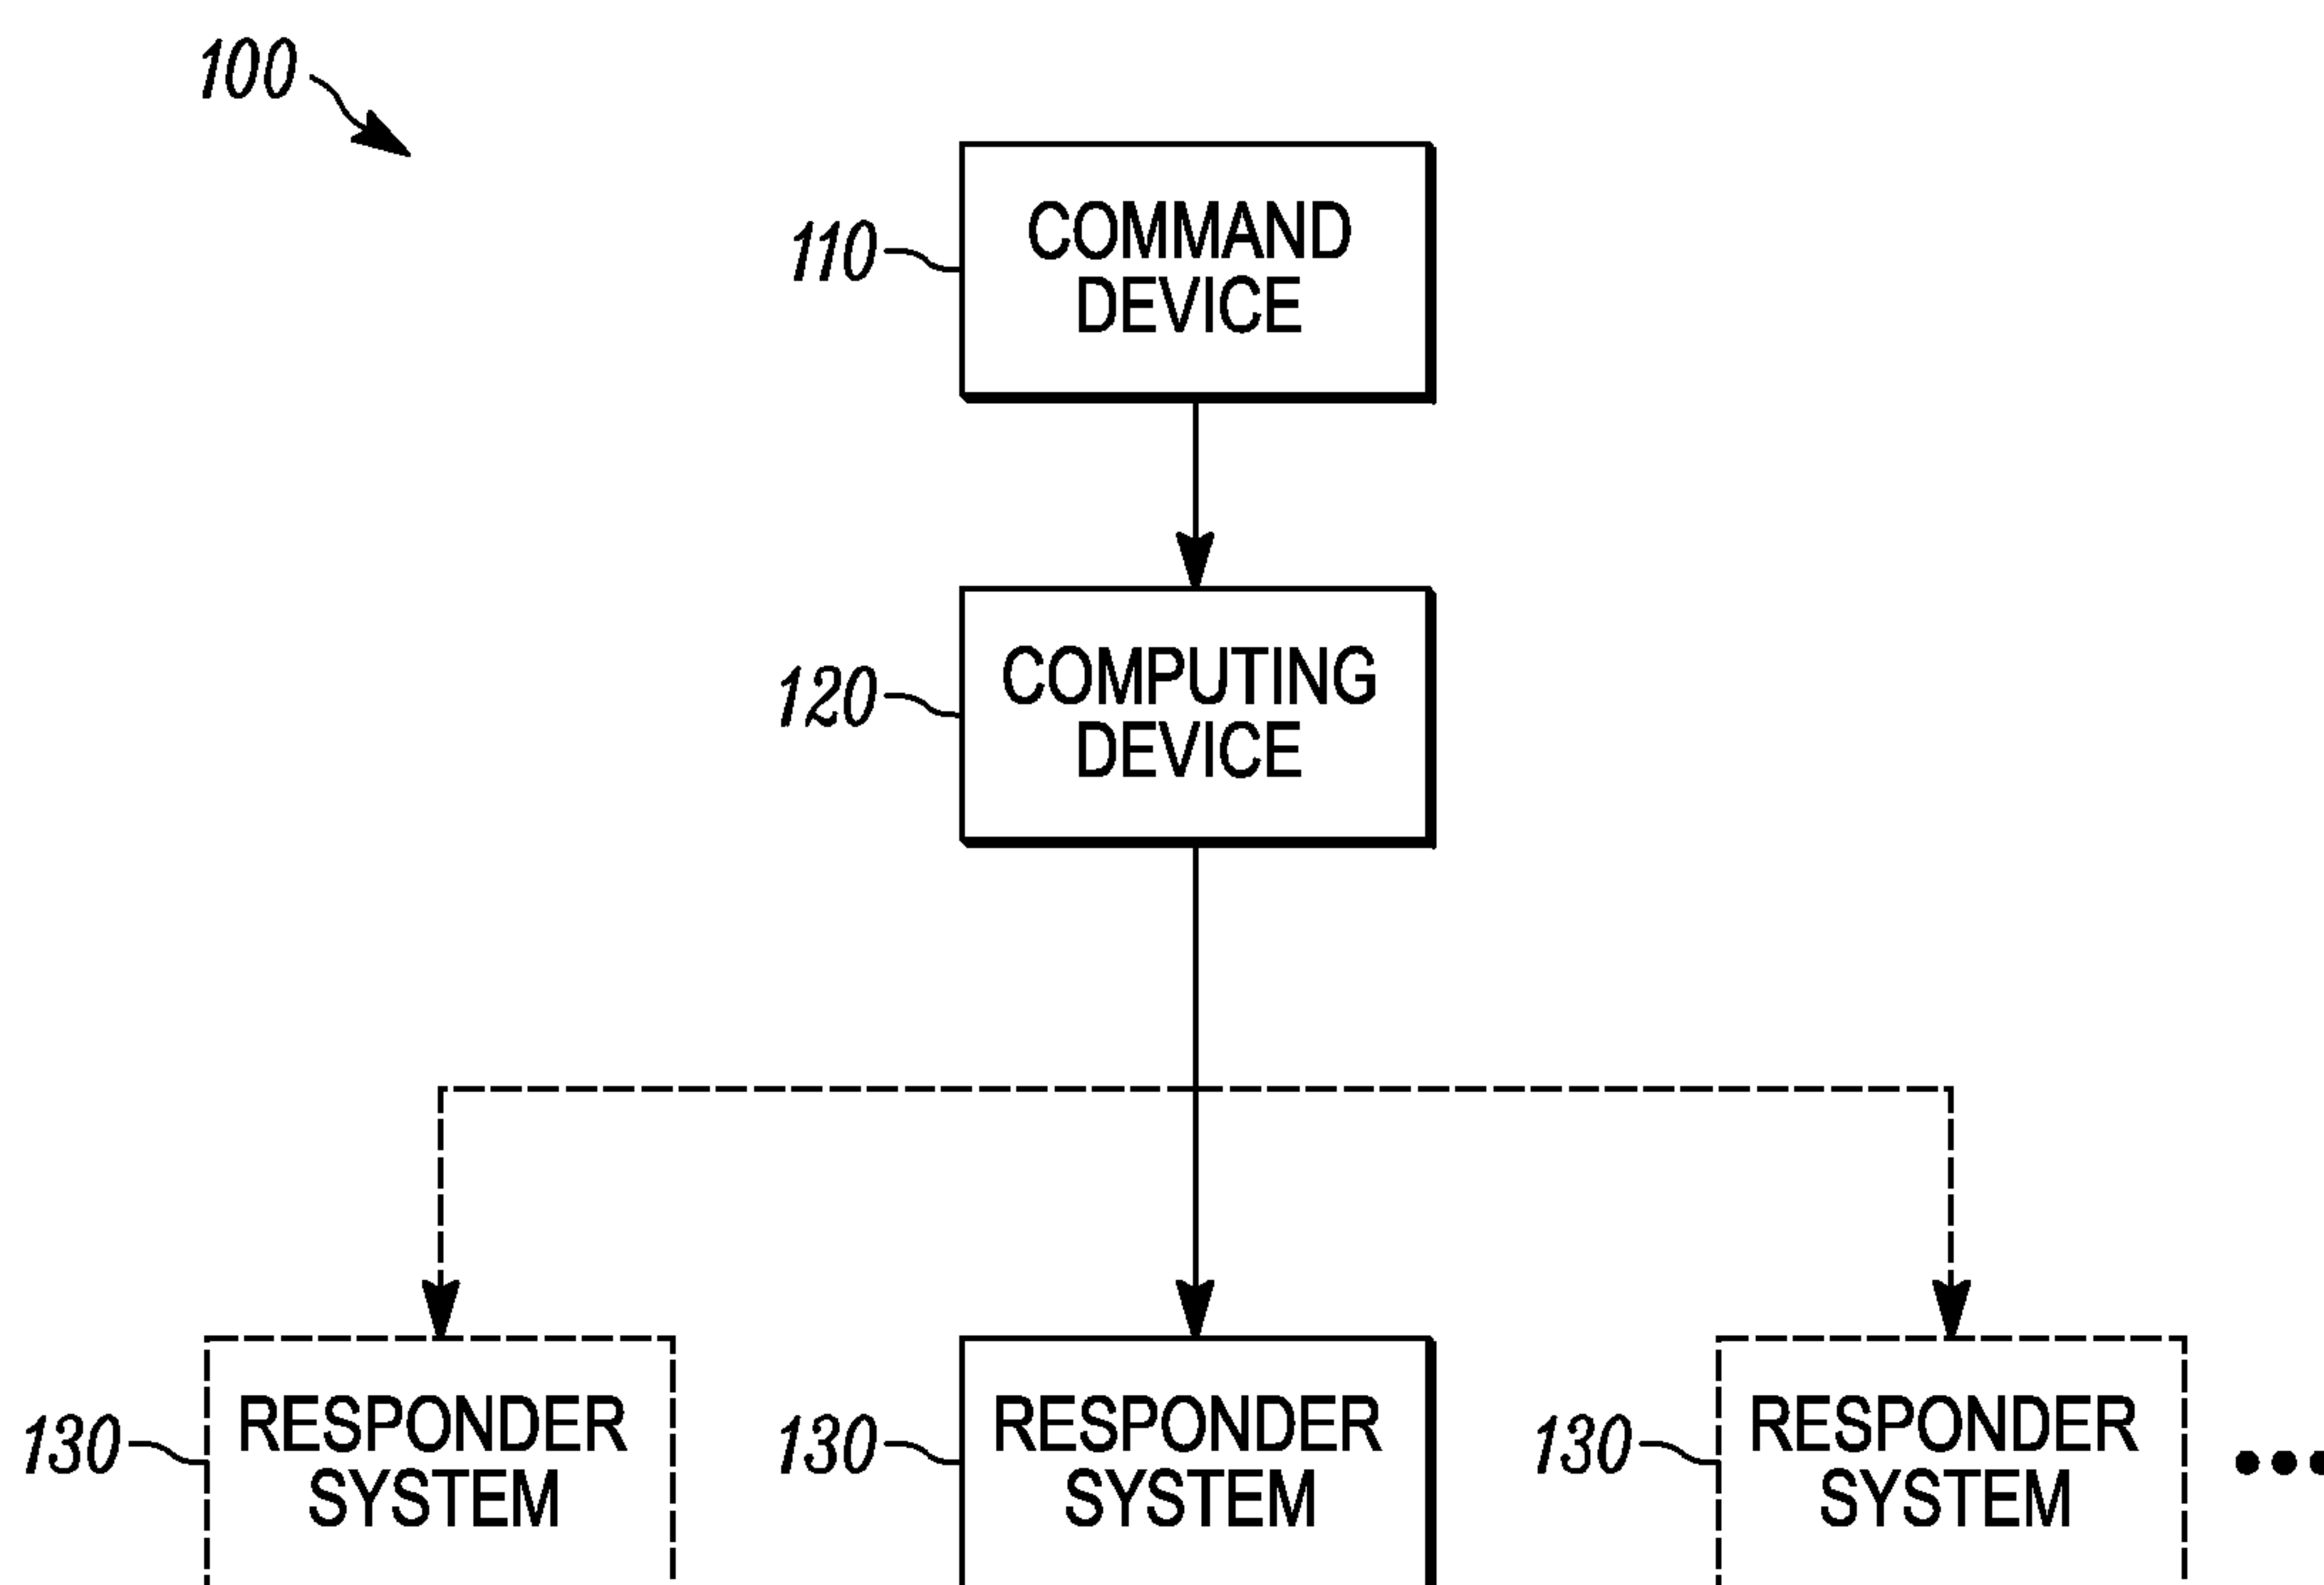 100
110
COMMAND
DEVICE
120
COMPUTING
DEVICE
130
RESPONDER
SYSTEM
130
RESPONDER
SYSTEM
130
RESPONDER
SYSTEM
•••